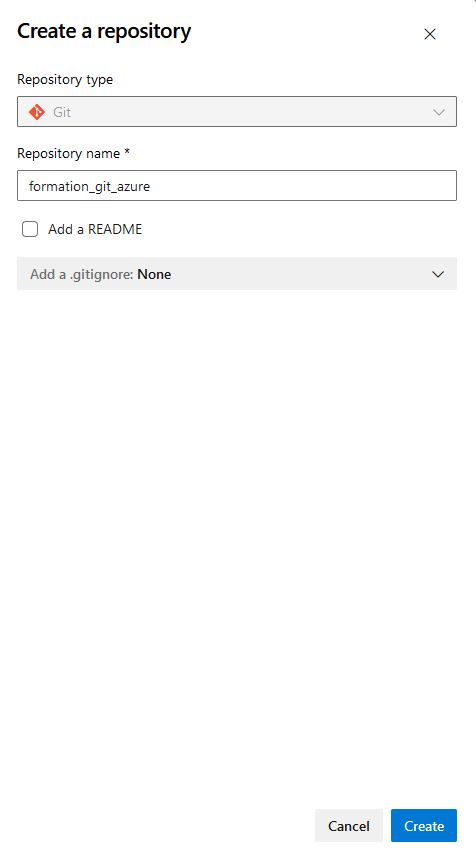 Create a repository
Repository type
Git
Repository name *
formation_git_azure
Add a README
Add a .gitignore: None
Cancel Create